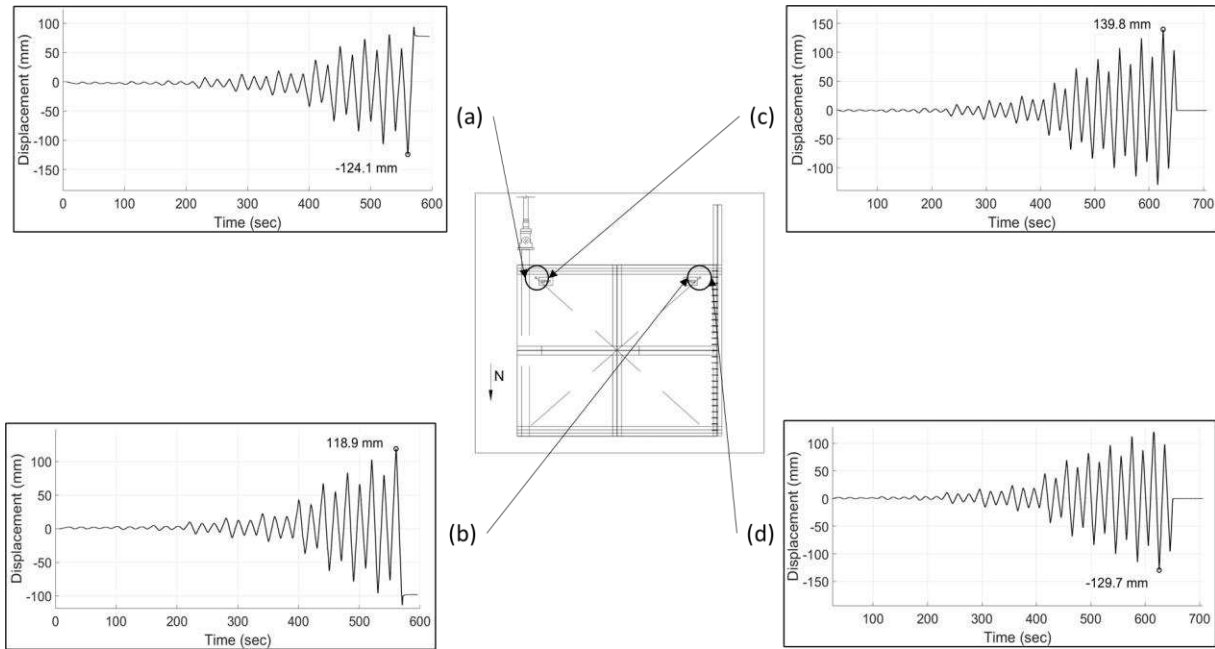 100
50
0
-50
-100
-150
Displacement (mm)
-124.1 mm
0 100 200 300 400 500 600
Time (sec)
(a)
(c)
150
100
50
0
-50
-100
Displacement (mm)
139.8 mm
100 200 300 400 500 600 700
Time (sec)
N
100
50
0
-50
-100
Displacement (mm)
118.9 mm
0 100 200 300 400 500 600
Time (sec)
(b)
(d)
100
50
0
-50
-100
-150
Displacement (mm)
-129.7 mm
100 200 300 400 500 600 700
Time (sec)